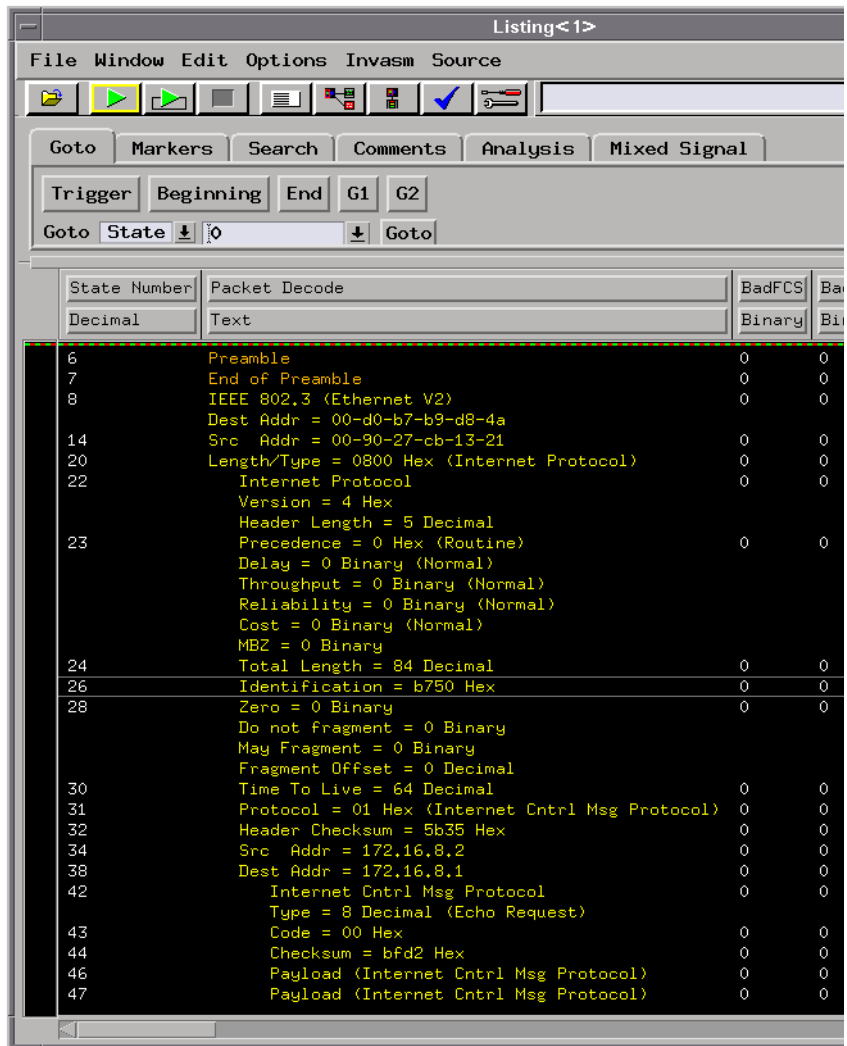 Listing<1>
File Window Edit Options Invasm Source
Goto Markers Search Comments Analysis Mixed Signal
Trigger Beginning End G1 G2
Goto State 0 Goto
State Number Packet Decode BadFCS
Decimal Text Binary
6 Preamble 0 0
7 End of Preamble 0 0
8 IEEE 802.3 (Ethernet V2) 0 0
Dest Addr = 00-d0-b7-b9-d8-4a
14 Src Addr = 00-90-27-cb-13-21 0 0
20 Length/Type = 0800 Hex (Internet Protocol) 0 0
22 Internet Protocol 0 0
Version = 4 Hex
Header Length = 5 Decimal
23 Precedence = 0 Hex (Routine) 0 0
Delay = 0 Binary (Normal)
Throughput = 0 Binary (Normal)
Reliability = 0 Binary (Normal)
Cost = 0 Binary (Normal)
MBZ = 0 Binary
24 Total Length = 84 Decimal 0 0
26 Identification = b750 Hex 0 0
28 Zero = 0 Binary 0 0
Do not fragment = 0 Binary
May Fragment = 0 Binary
Fragment Offset = 0 Decimal
30 Time To Live = 64 Decimal 0 0
31 Protocol = 01 Hex (Internet Cntrl Msg Protocol) 0 0
32 Header Checksum = 5b35 Hex 0 0
34 Src Addr = 172.16.8.2 0 0
38 Dest Addr = 172.16.8.1 0 0
42 Internet Cntrl Msg Protocol 0 0
Type = 8 Decimal (Echo Request)
43 Code = 00 Hex 0 0
44 Checksum = bfd2 Hex 0 0
46 Payload (Internet Cntrl Msg Protocol) 0 0
47 Payload (Internet Cntrl Msg Protocol) 0 0